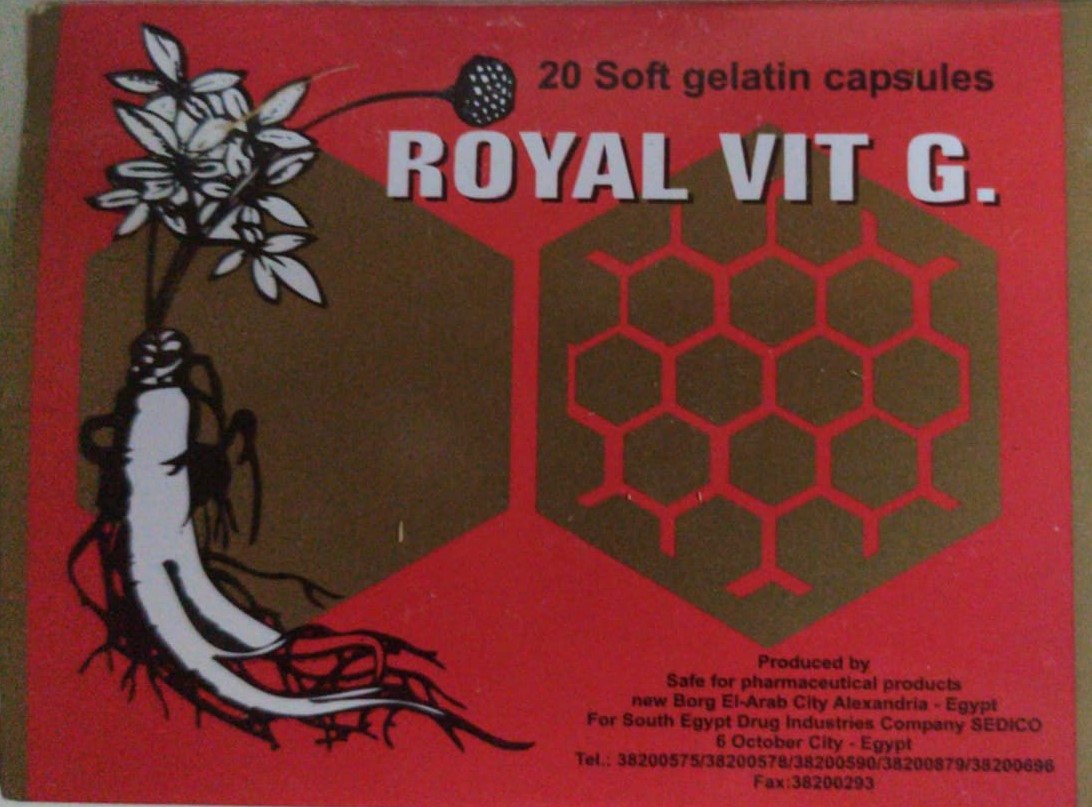 20 Soft gelatin capsules
ROYAL VIT G.
Produced by
Safe for pharmaceutical products
new Borg El-Arab City Alexandria - Egypt
For South Egypt Drug Industries Company SEDICO
6 October City - Egypt
Tel.: 38200575/38200578/38200590/38200879/38200696
Fax:38200293